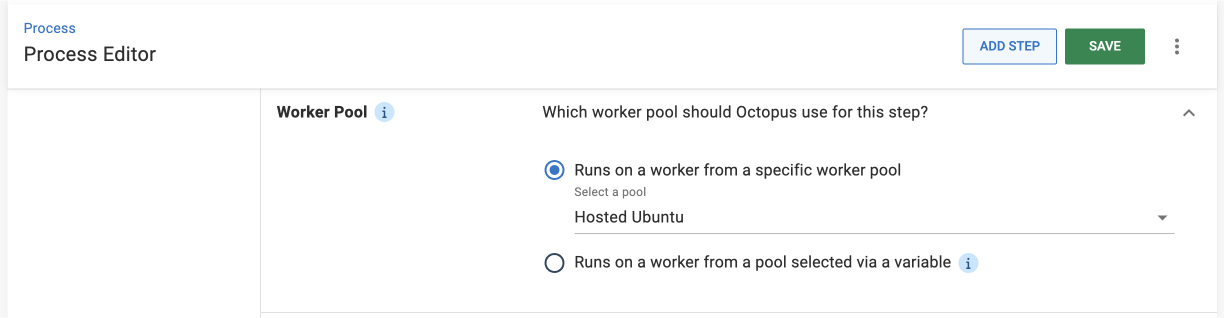 Process
Process Editor
ADD STEP
SAVE
Worker Pool i
Which worker pool should Octopus use for this step?
Runs on a worker from a specific worker pool
Select a pool
Hosted Ubuntu
Runs on a worker from a pool selected via a variable i